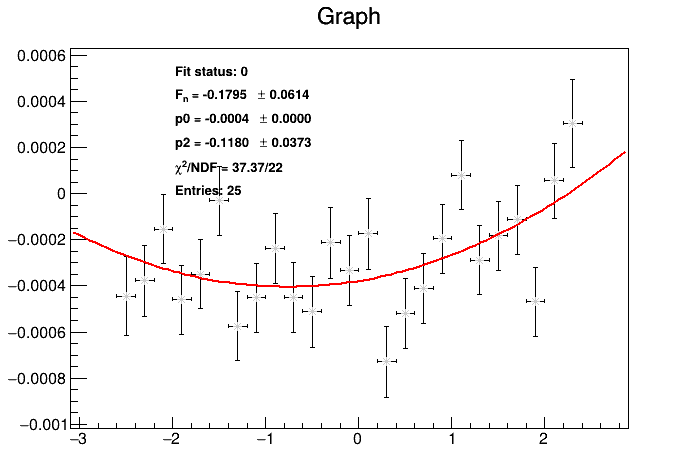 Graph
Fit status: 0
Fn = -0.1795 ± 0.0614
p0 = -0.0004 ± 0.0000
p2 = -0.1180 ± 0.0373
χ²/NDF = 37.37/22
Entries: 25
0.0006
0.0004
0.0002
0
−0.0002
−0.0004
−0.0006
−0.0008
−0.001
−3 −2 −1 0 1 2